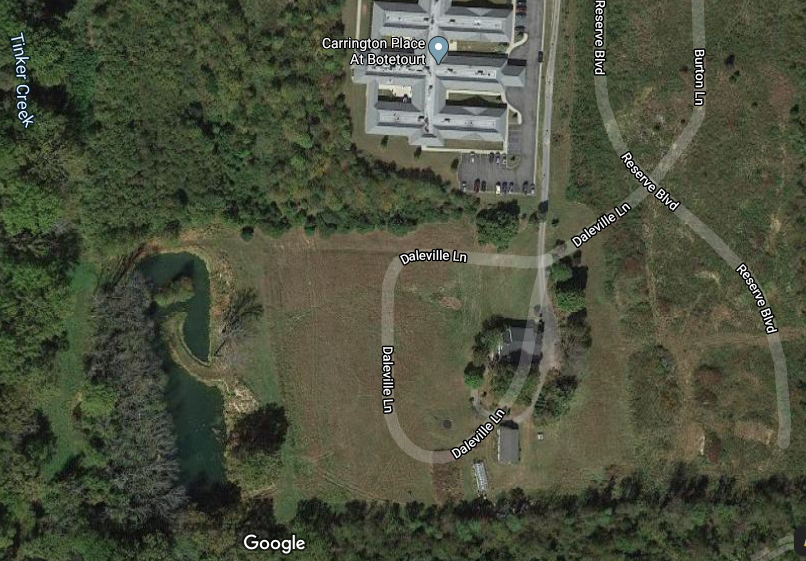 Carrington Place
At Botetourt
Tinker Creek
Reserve Blvd
Burton Ln
Reserve Blvd
Daleville Ln
Daleville Ln
Reserve Blvd
Daleville Ln
Daleville Ln
Google